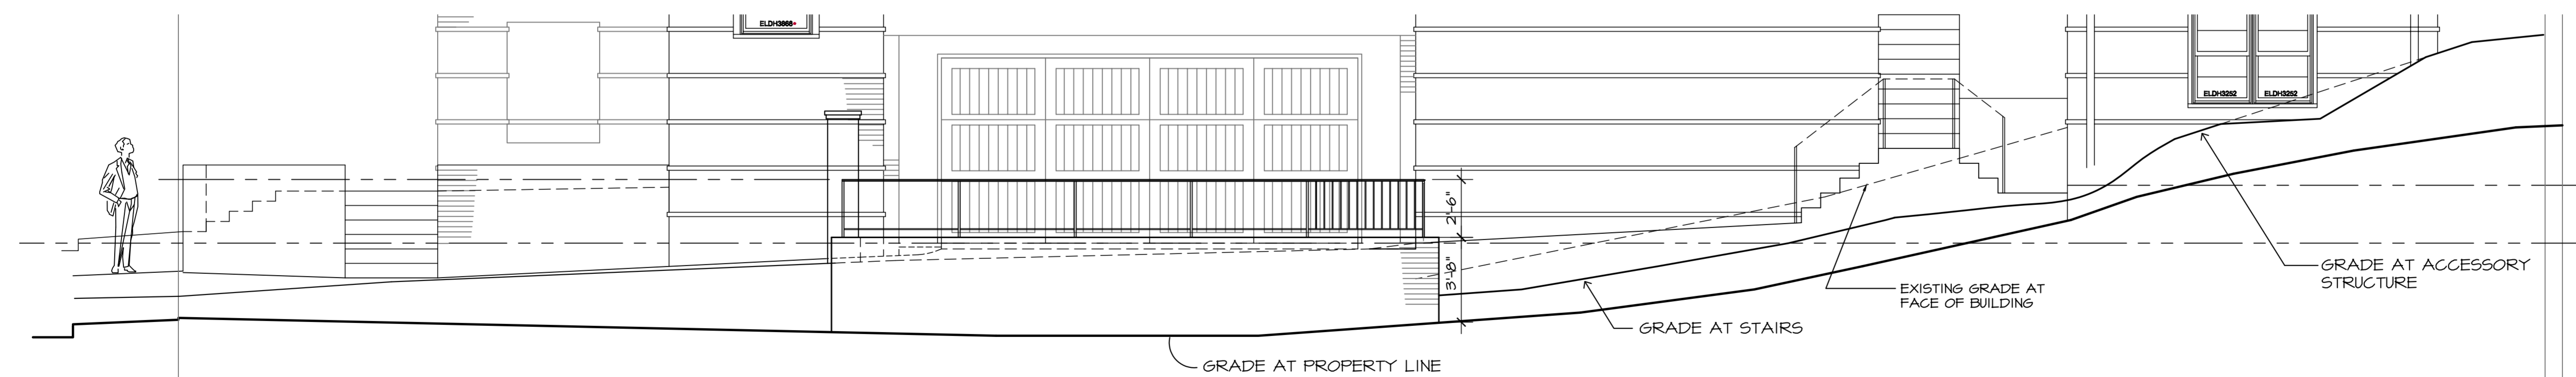 ELDH3868*
ELDH3252 ELDH3252
2'-6"
3'-8"
GRADE AT ACCESSORY
STRUCTURE
EXISTING GRADE AT
FACE OF BUILDING
GRADE AT STAIRS
GRADE AT PROPERTY LINE